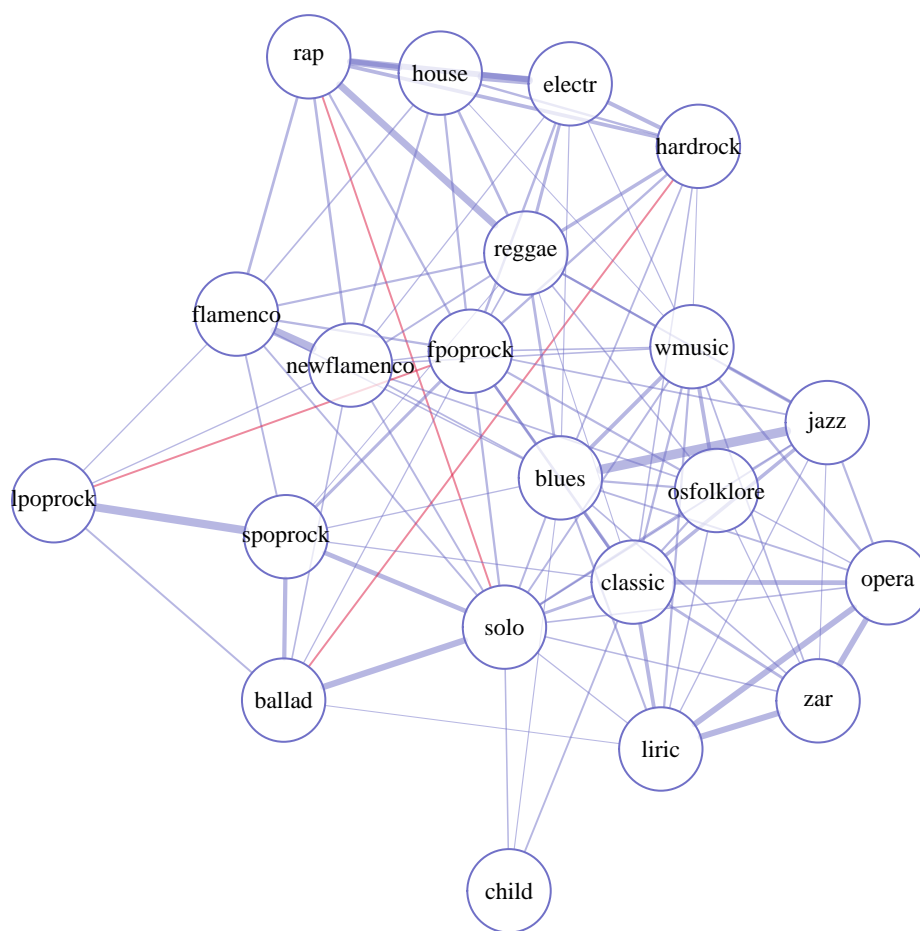 rap
house
electr
hardrock
reggae
flamenco
newflamenco
fpoprock
wmusic
jazz
lpoprock
spoprock
blues
osfolklore
classic
opera
solo
ballad
liric
zar
child